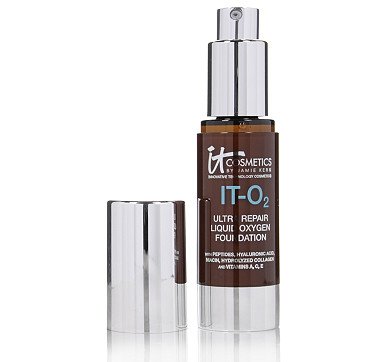 it COSMETICS
BY JAMIE KERN
INNOVATIVE TECHNOLOGY COSMETICS
IT-O2
ULTRA REPAIR
LIQUID OXYGEN
FOUNDATION
WITH PEPTIDES, HYALURONIC ACID,
NIACIN, HYDROLYZED COLLAGEN
AND VITAMINS A, C, E